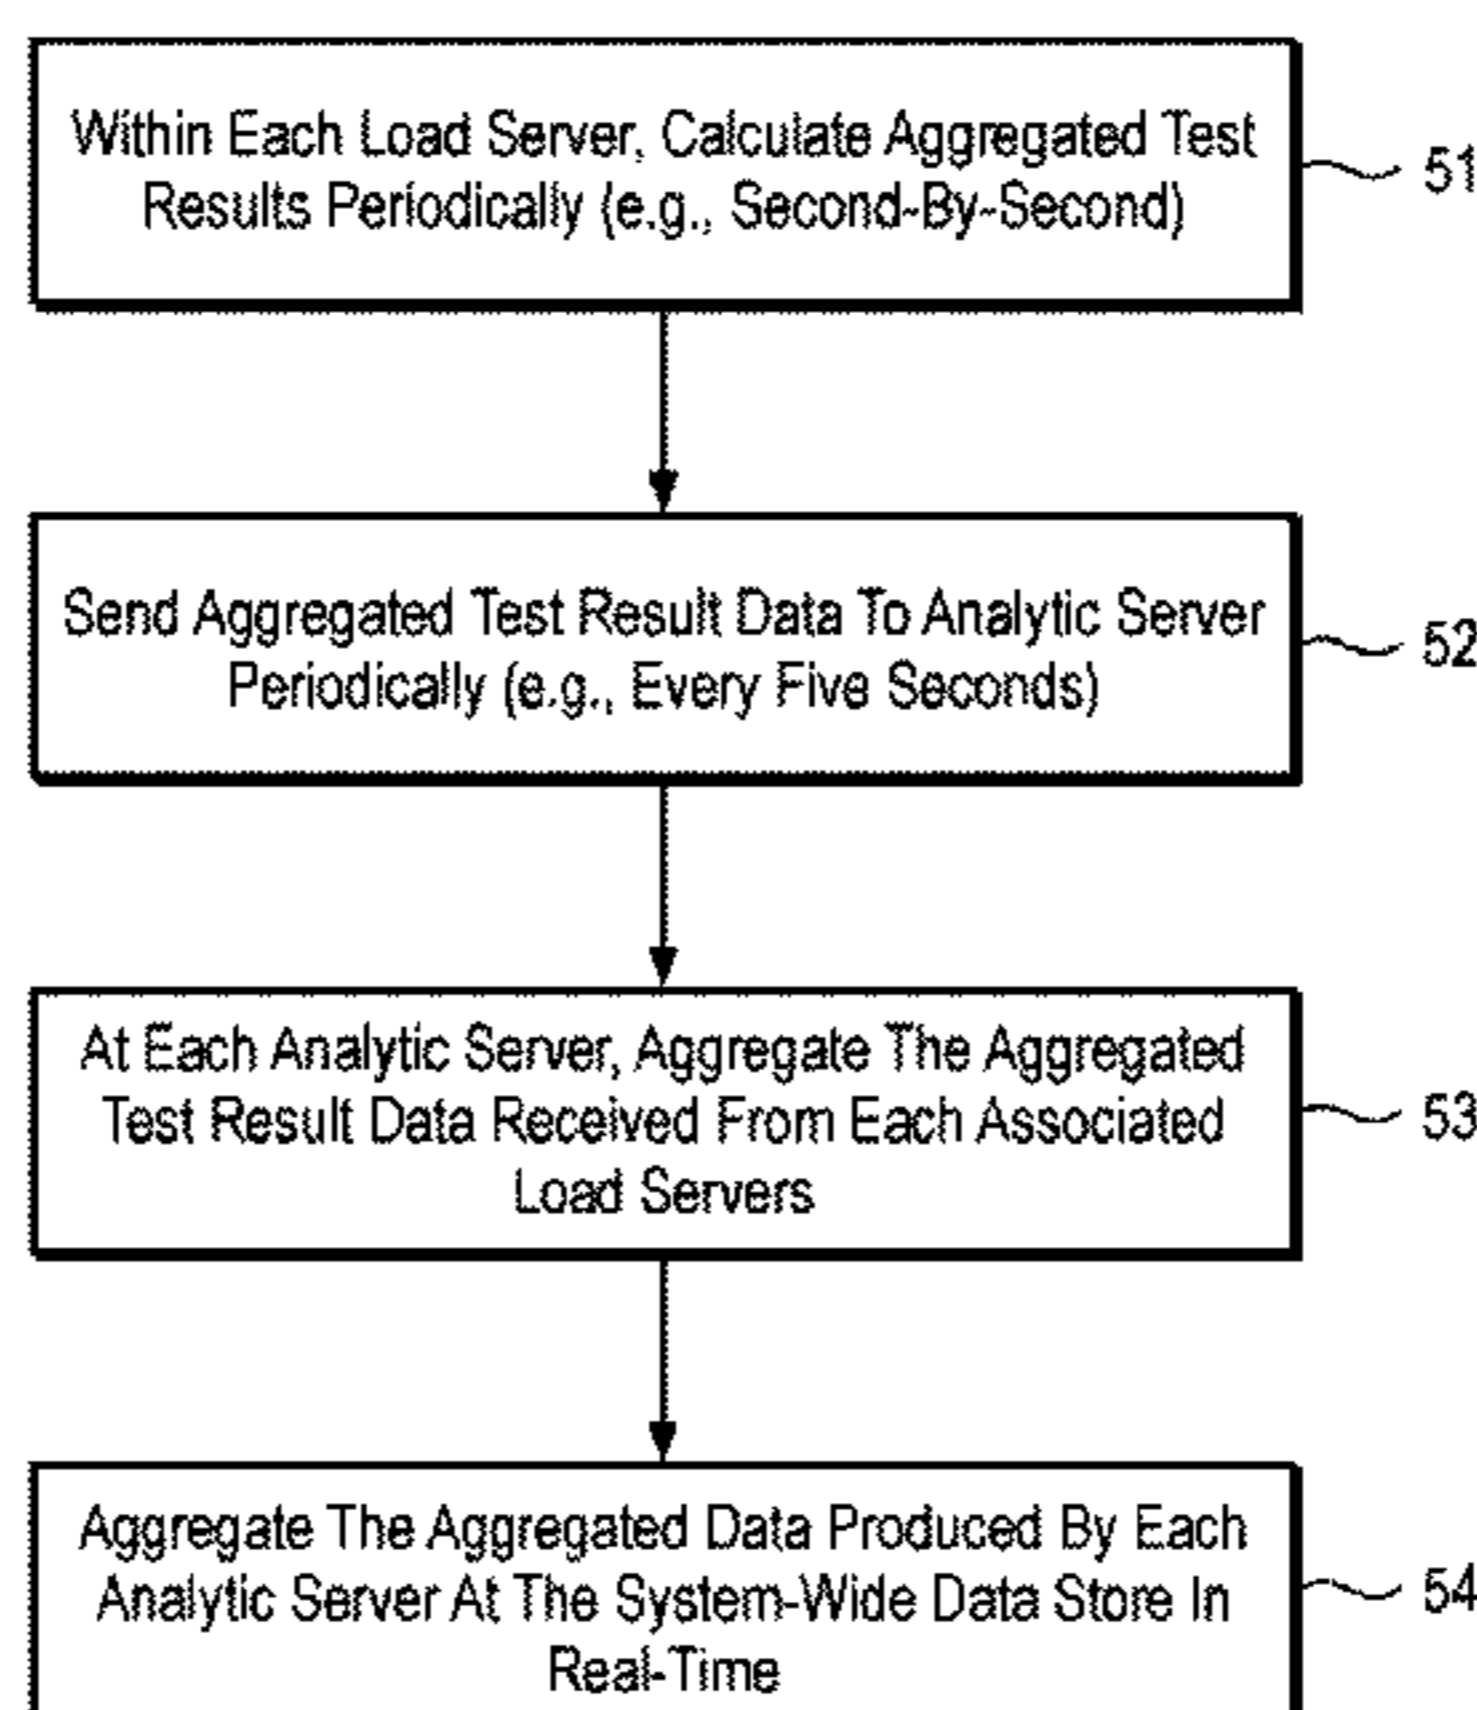 Within Each Load Server, Calculate Aggregated Test
Results Periodically (e.g., Second-By-Second)
51
Send Aggregated Test Result Data To Analytic Server
Periodically (e.g., Every Five Seconds)
52
At Each Analytic Server, Aggregate The Aggregated
Test Result Data Received From Each Associated
Load Servers
53
Aggregate The Aggregated Data Produced By Each
Analytic Server At The System-Wide Data Store In
Real-Time
54